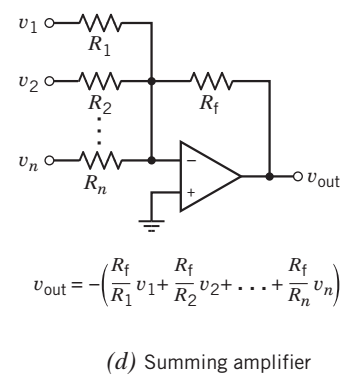 v1
R1
v2
R2
Rf
vn
Rn
−
+
vout
vout = −(Rf/R1 v1+ Rf/R2 v2+ . . . + Rf/Rn vn)
(d) Summing amplifier